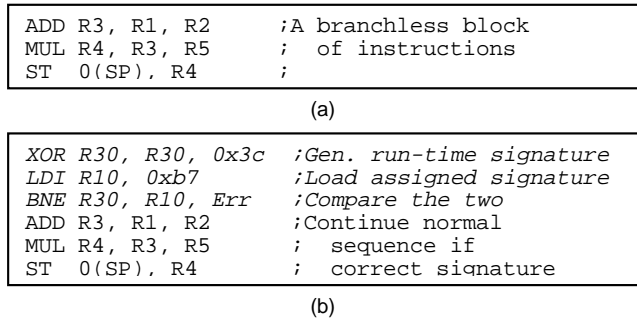 ADD R3, R1, R2 ;A branchless block
MUL R4, R3, R5 ; of instructions
ST 0(SP), R4 ;
(a)
XOR R30, R30, 0x3c ;Gen. run-time signature
LDI R10, 0xb7 ;Load assigned signature
BNE R30, R10, Err ;Compare the two
ADD R3, R1, R2 ;Continue normal
MUL R4, R3, R5 ; sequence if
ST 0(SP), R4 ; correct signature
(b)